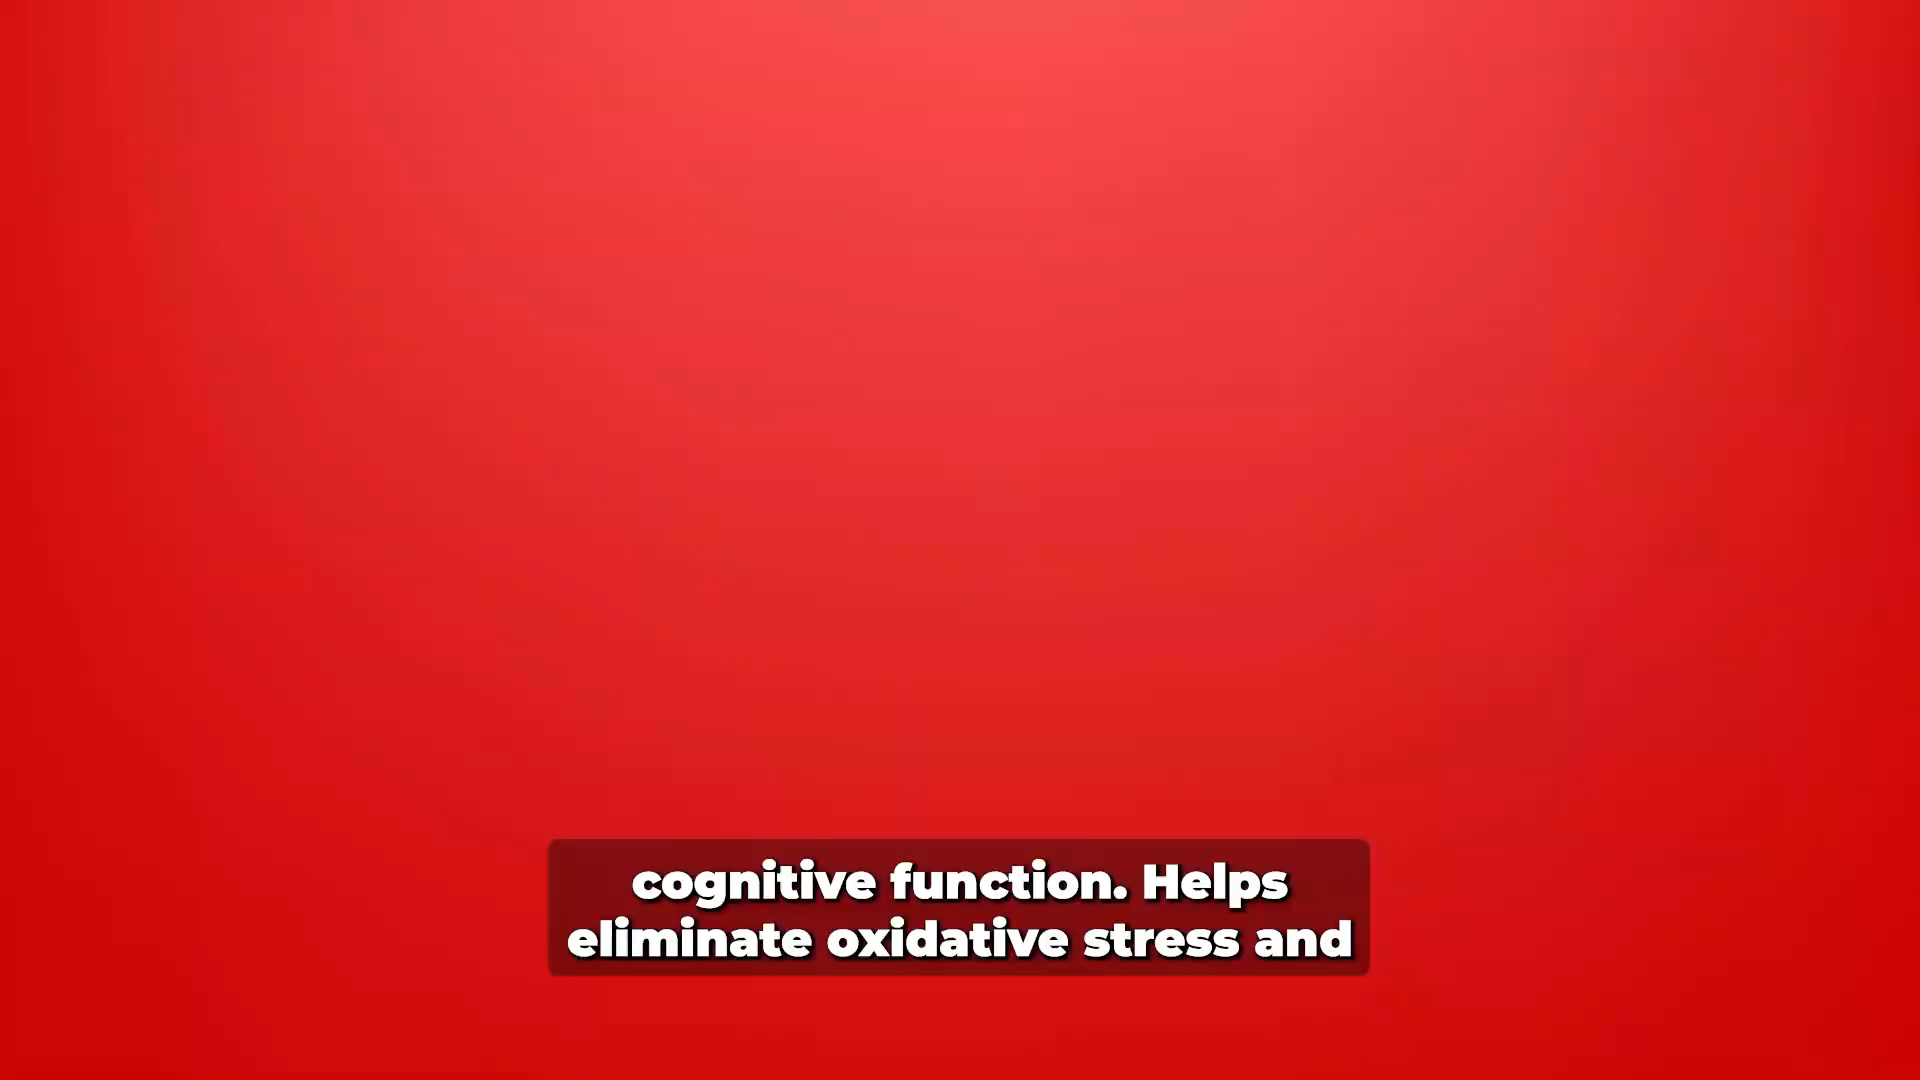 cognitive function. Helps
eliminate oxidative stress and